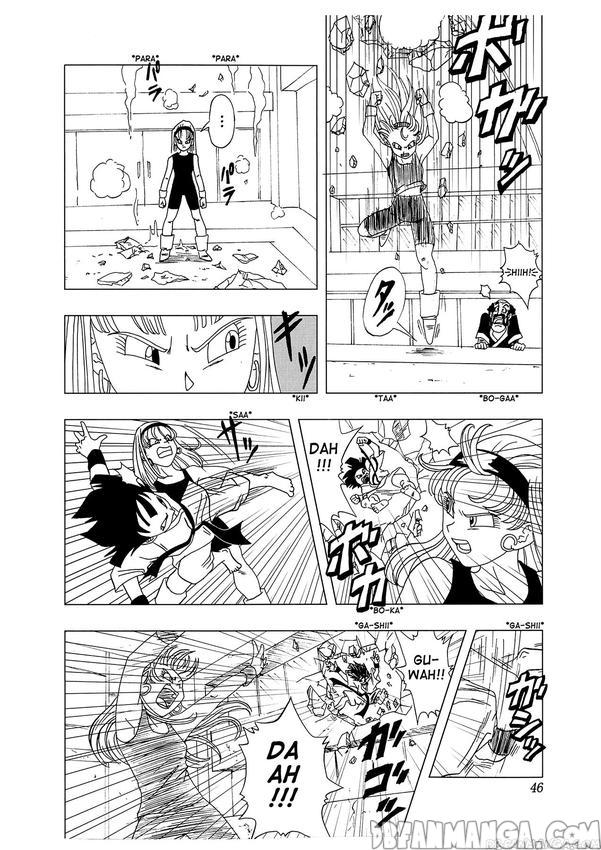 ボガッ
HIIH!
タッ
*TAA*
*BO-GAA*
*PARA*
*PARA*
パラ
...
パラ
キッ
*KII*
DAH
!!!
ボカ
*BO-KA*
*SAA*
サッ
*GA-SHII*
ガシッ
*GA-SHII*
GU-
WAH!!
ガゴッ
DA
AH!!!
46
DBFANMANGA.COM